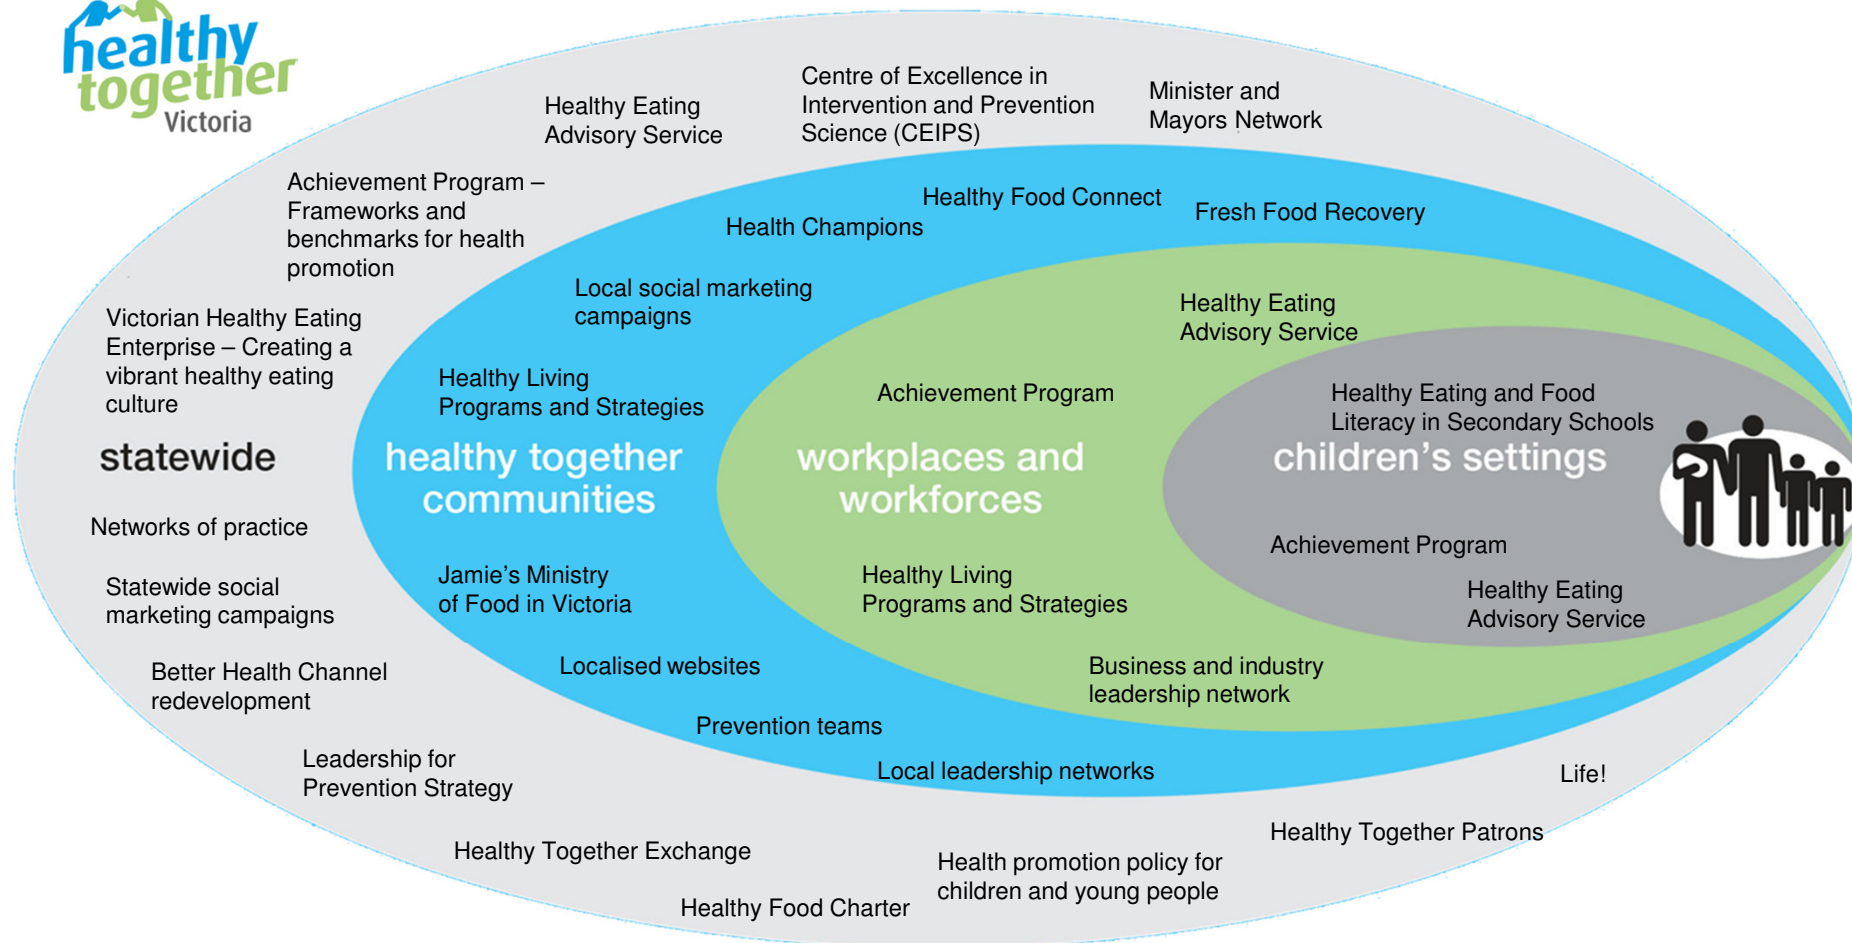 healthy
together
Victoria
Healthy Eating
Advisory Service
Centre of Excellence in
Intervention and Prevention
Science (CEIPS)
Minister and
Mayors Network
Achievement Program –
Frameworks and
benchmarks for health
promotion
Healthy Food Connect
Health Champions
Fresh Food Recovery
Local social marketing
campaigns
Healthy Eating
Advisory Service
Victorian Healthy Eating
Enterprise – Creating a
vibrant healthy eating
culture
Healthy Living
Programs and Strategies
Achievement Program
Healthy Eating and Food
Literacy in Secondary Schools
statewide
healthy together
communities
workplaces and
workforces
children's settings
Networks of practice
Achievement Program
Statewide social
marketing campaigns
Jamie's Ministry
of Food in Victoria
Healthy Living
Programs and Strategies
Healthy Eating
Advisory Service
Better Health Channel
redevelopment
Localised websites
Business and industry
leadership network
Prevention teams
Leadership for
Prevention Strategy
Local leadership networks
Life!
Healthy Together Exchange
Healthy Together Patrons
Health promotion policy for
children and young people
Healthy Food Charter